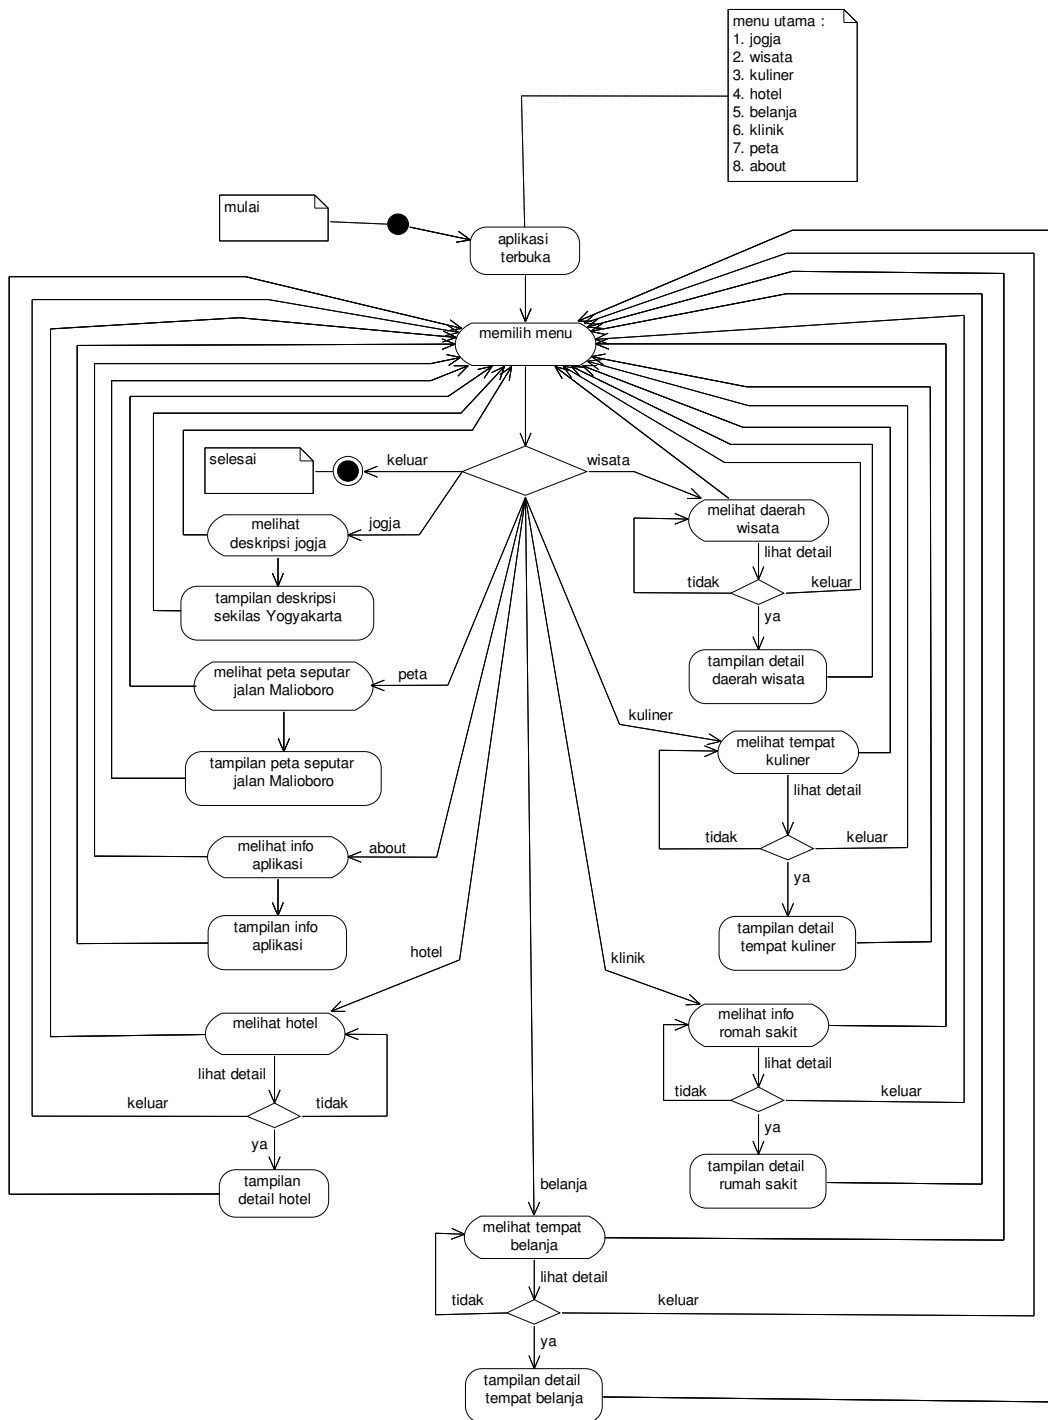 menu utama :
1. jogja
2. wisata
3. kuliner
4. hotel
5. belanja
6. klinik
7. peta
8. about
mulai
aplikasi
terbuka
memilih menu
selesai
keluar
wisata
jogja
melihat
deskripsi jogja
tampilan deskripsi
sekilas Yogyakarta
melihat daerah
wisata
lihat detail
tidak
keluar
ya
tampilan detail
daerah wisata
peta
melihat peta seputar
jalan Malioboro
tampilan peta seputar
jalan Malioboro
kuliner
melihat tempat
kuliner
lihat detail
tidak
keluar
ya
tampilan detail
tempat kuliner
about
melihat info
aplikasi
tampilan info
aplikasi
hotel
melihat hotel
lihat detail
keluar
tidak
ya
tampilan
detail hotel
klinik
melihat info
romah sakit
lihat detail
tidak
keluar
ya
tampilan detail
rumah sakit
belanja
melihat tempat
belanja
lihat detail
tidak
keluar
ya
tampilan detail
tempat belanja